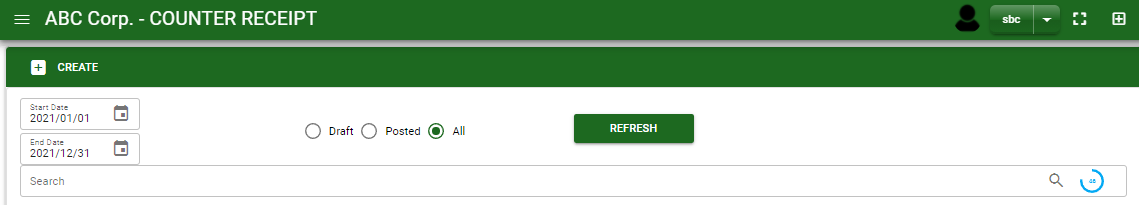 ABC Corp. - COUNTER RECEIPT
sbc
CREATE
Start Date
2021/01/01
Draft
Posted
All
REFRESH
End Date
2021/12/31
Search